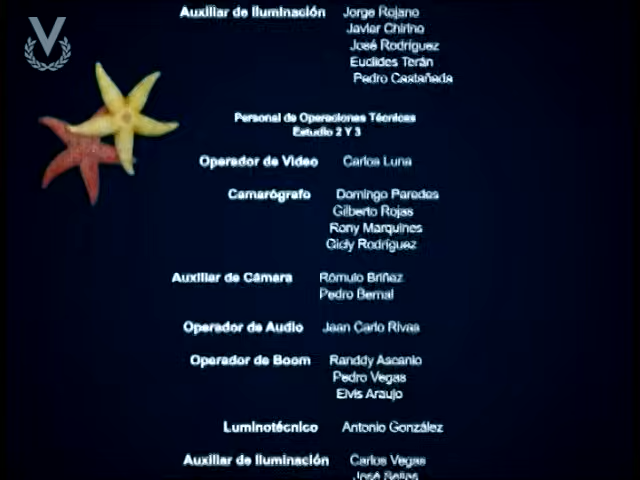 V
Auxiliar de Iluminación Jorge Rojano
Javier Chirino
José Rodríguez
Euclides Terán
Pedro Castañeda
Personal de Operaciones Técnicas
Estudio 2 Y 3
Operador de Video Carlos Luna
Camarógrafo Domingo Paredes
Gilberto Rojas
Rony Marquines
Gidy Rodríguez
Auxiliar de Cámara Rómulo Briñez
Pedro Bernal
Operador de Audio Jean Carlo Rivas
Operador de Boom Randdy Ascanio
Pedro Vegas
Elvis Araujo
Luminotécnico Antonio González
Auxiliar de Iluminación Carlos Vegas
José